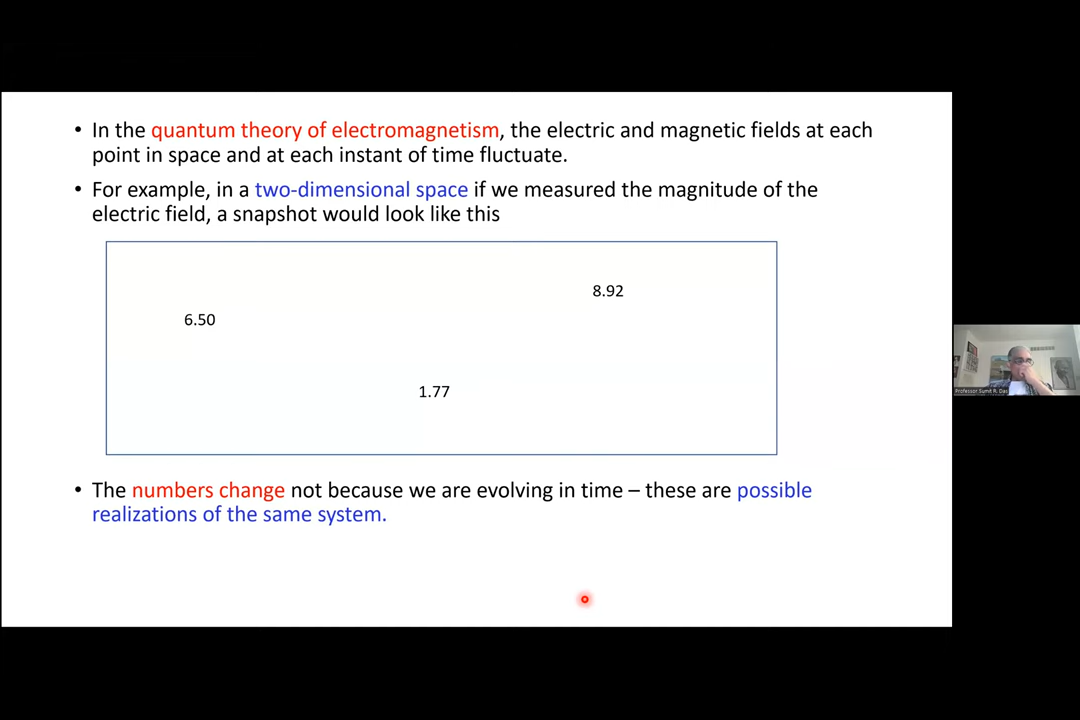 • In the quantum theory of electromagnetism, the electric and magnetic fields at each
point in space and at each instant of time fluctuate.
• For example, in a two-dimensional space if we measured the magnitude of the
electric field, a snapshot would look like this
8.92
6.50
1.77
• The numbers change not because we are evolving in time – these are possible
realizations of the same system.
Professor Sumit R. Das